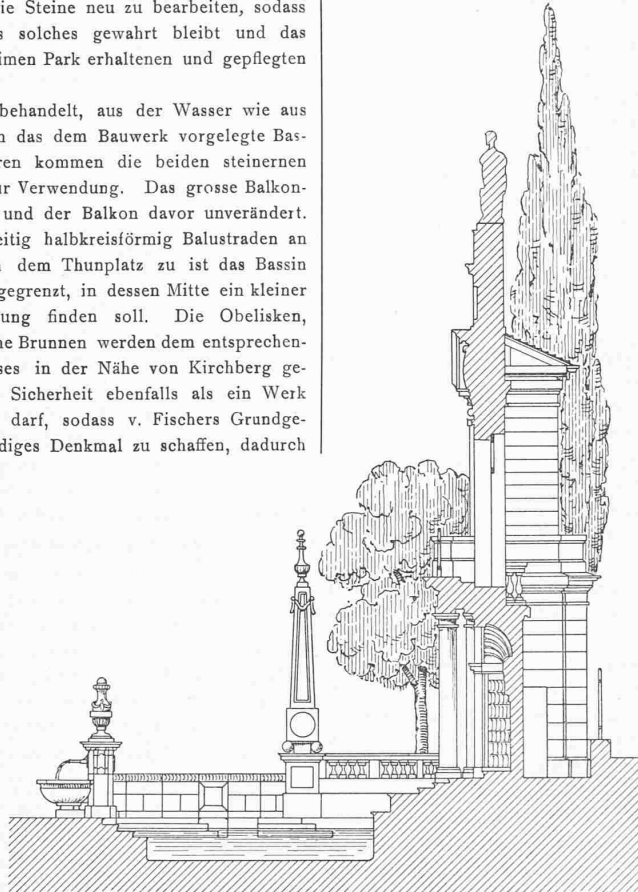 ie Steine neu zu bearbeiten, sodass
s solches gewahrt bleibt und das
imen Park erhaltenen und gepflegten
behandelt, aus der Wasser wie aus
n das dem Bauwerk vorgelegte Bas-
ren kommen die beiden steinernen
ur Verwendung. Das grosse Balkon-
und der Balkon davor unverändert.
eitig halbkreisförmig Balustraden an
n dem Thunplatz zu ist das Bassin
gegrenzt, in dessen Mitte ein kleiner
ung finden soll. Die Obelisken,
he Brunnen werden dem entsprechen-
ses in der Nähe von Kirchberg ge-
Sicherheit ebenfalls als ein Werk
darf, sodass v. Fischers Grundge-
diges Denkmal zu schaffen, dadurch